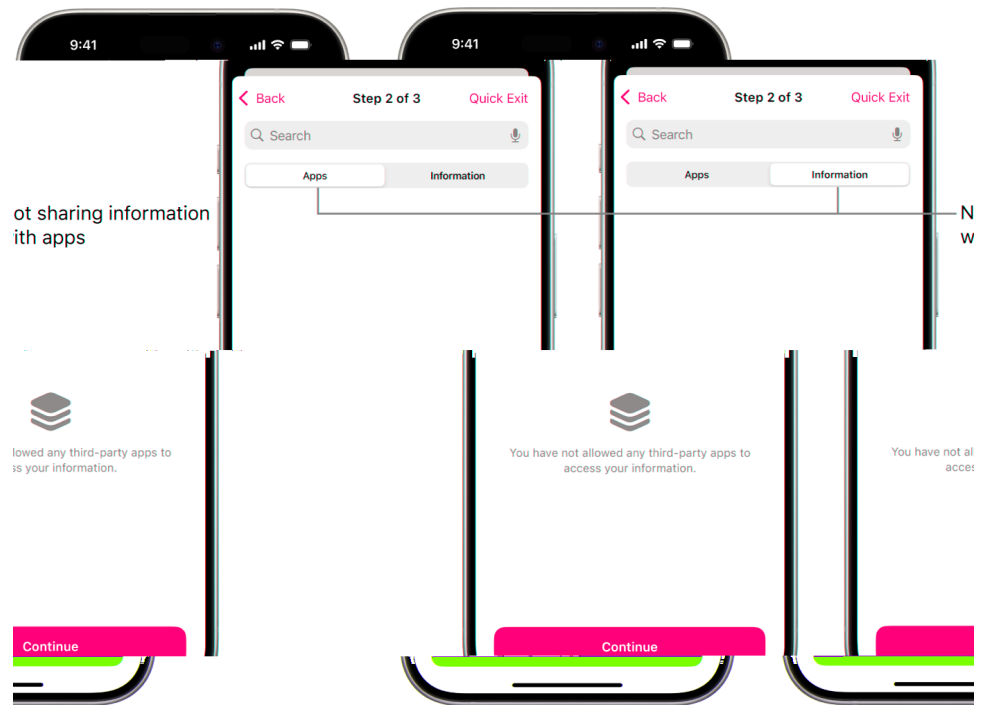 9:41
9:41
Back Step 2 of 3 Quick Exit
Back Step 2 of 3 Quick Exit
Search
Search
Apps Information
Apps Information
ot sharing information
ith apps
N
w
lowed any third-party apps to
ss your information.
You have not allowed any third-party apps to
access your information.
You have not al
acces
Continue
Continue